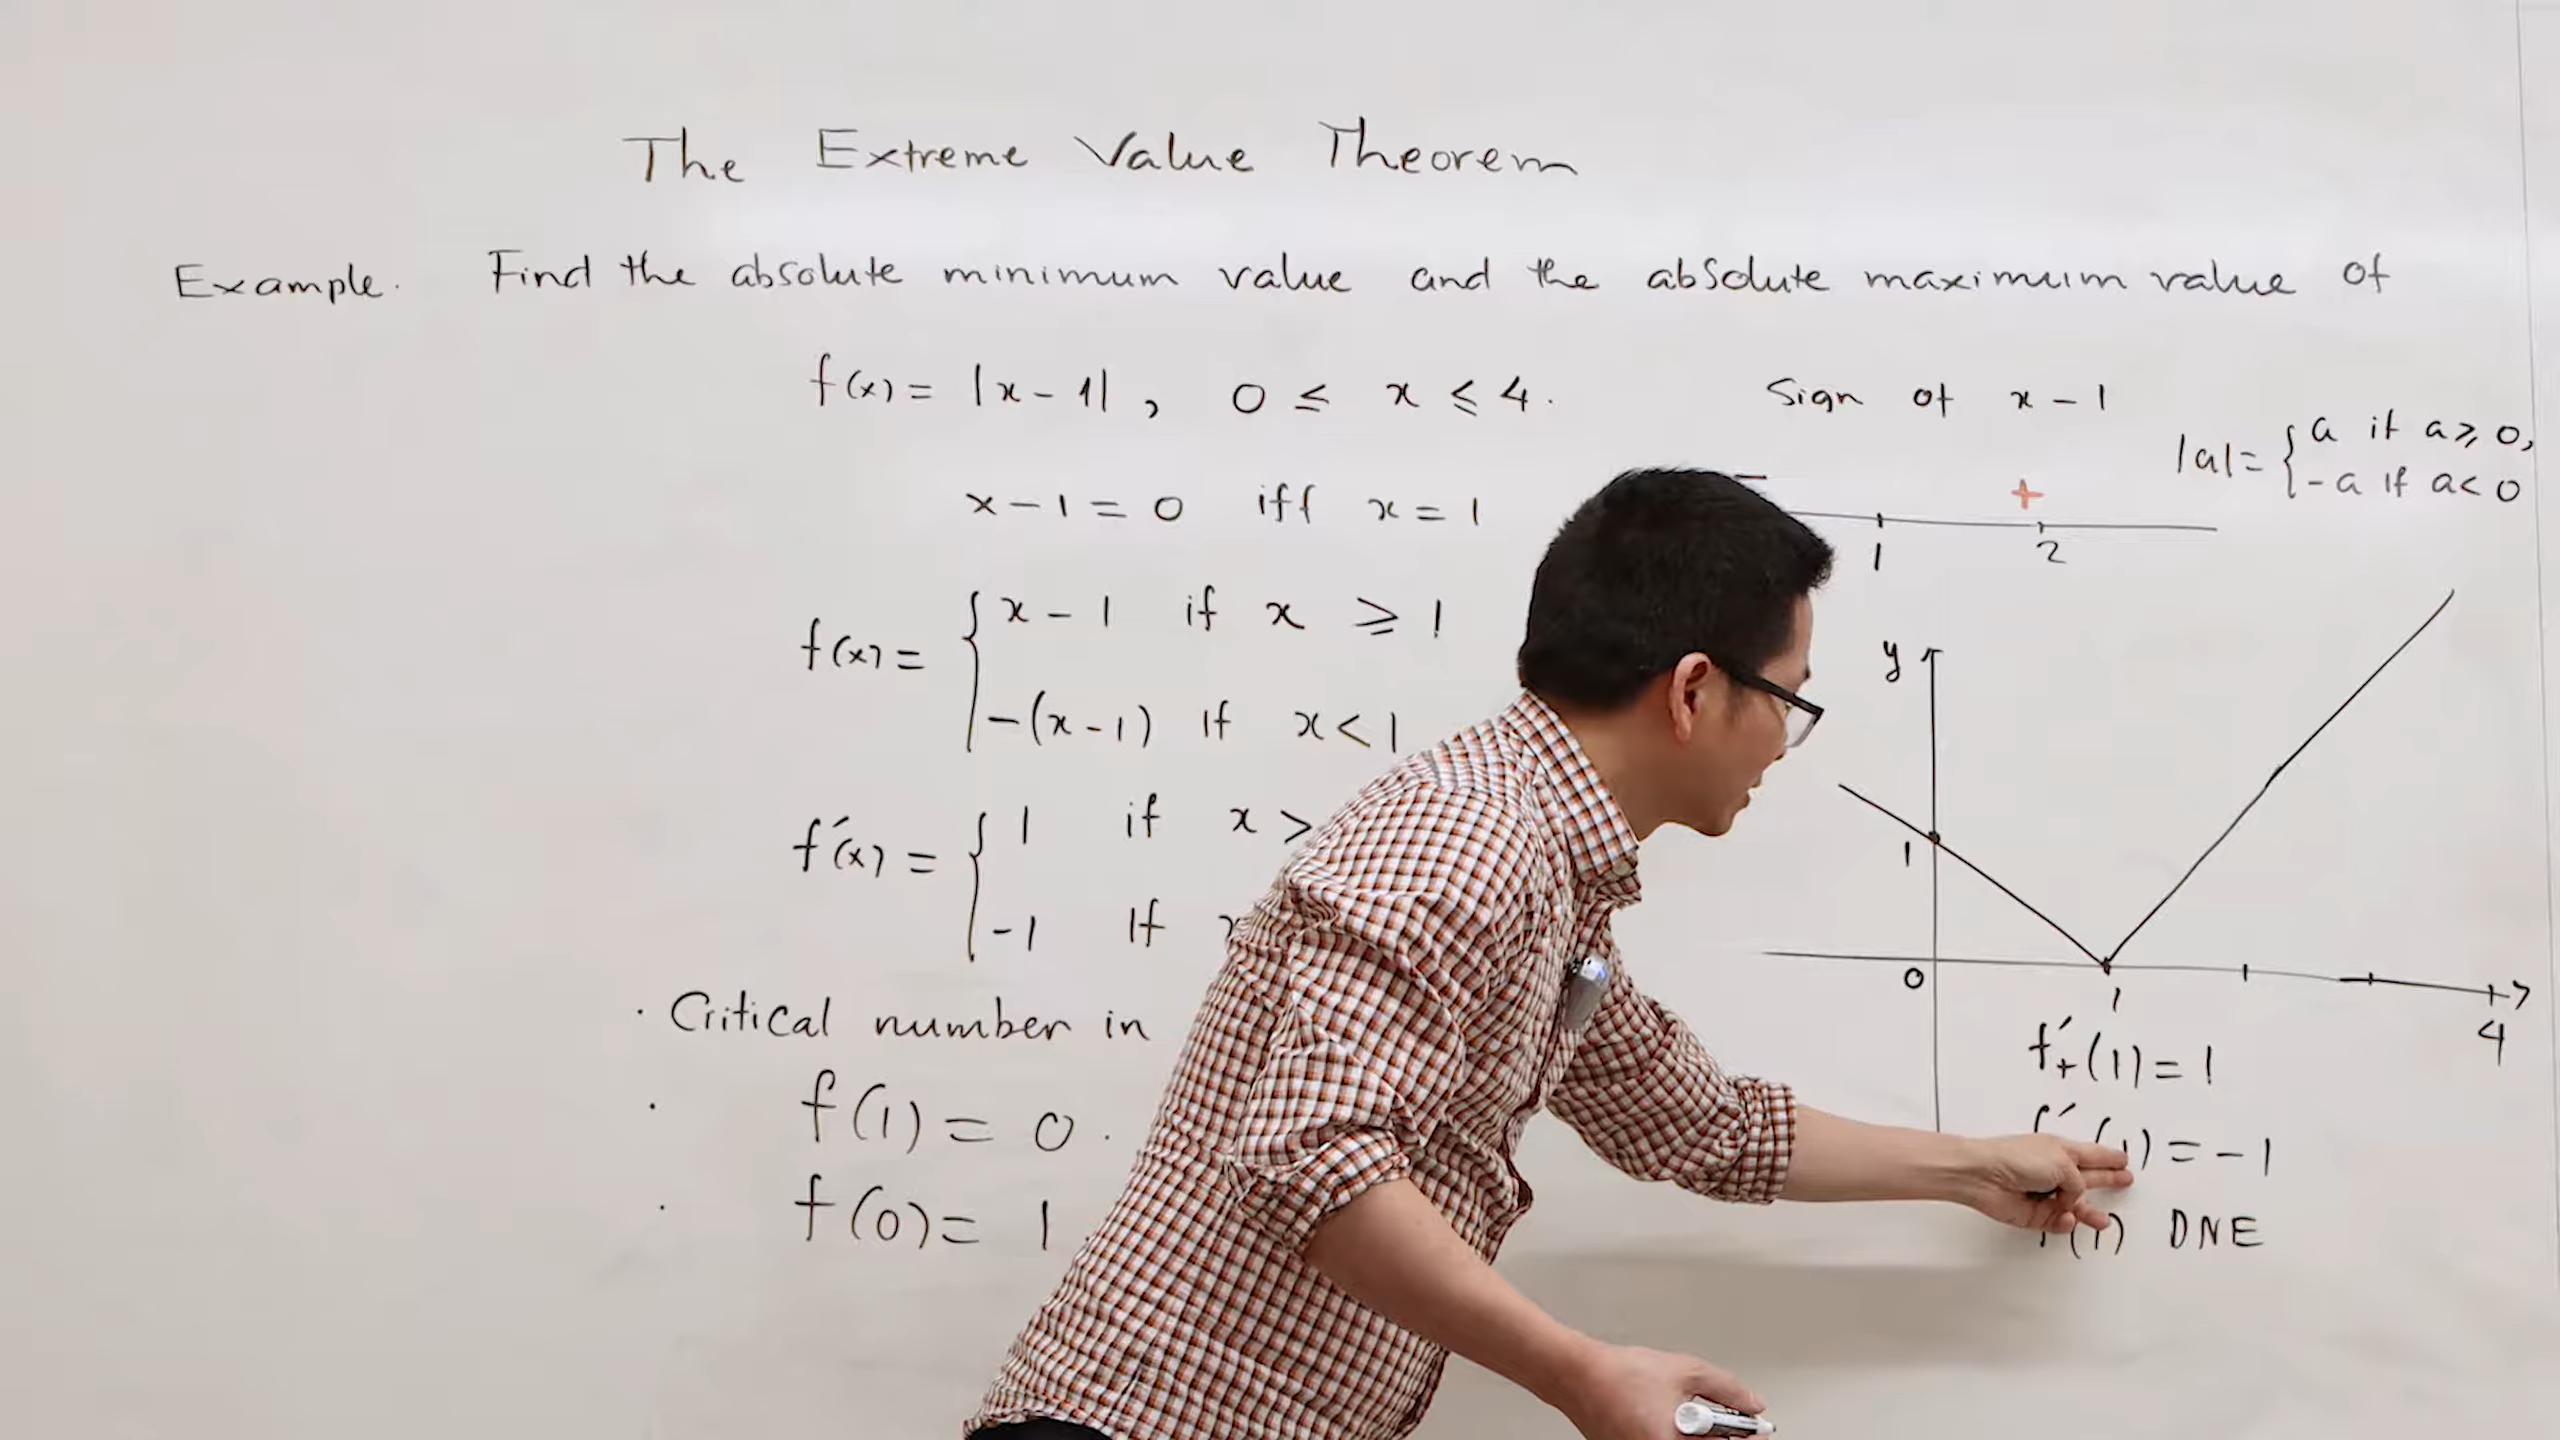 The Extreme Value Theorem
Example. Find the absolute minimum value and the absolute maximum value of
f(x) = |x - 1|, 0 ≤ x ≤ 4.
x - 1 = 0 iff x = 1
f(x) = { x - 1 if x ≥ 1
-(x - 1) if x < 1
f'(x) = { 1 if x >
-1 if
· Critical number in
· f(1) = 0.
· f(0) = 1.
Sign of x - 1
|a| = { a if a ≥ 0,
-a if a < 0
- +
1 2
y
1
0 1 4
f'+(1) = 1
f' (1) = -1
(1) DNE